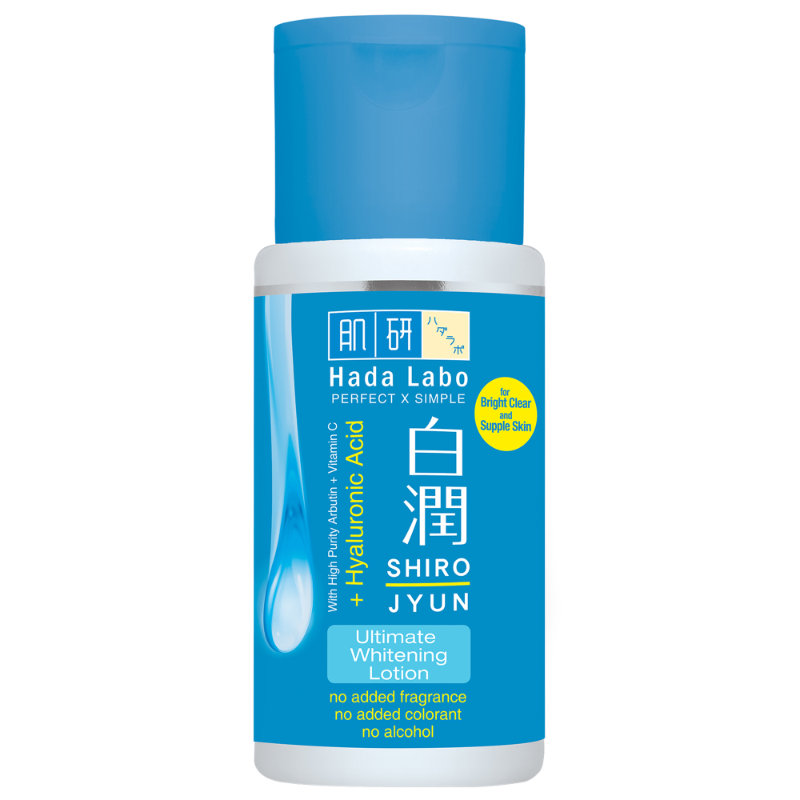 肌研
ハダラボ
Hada Labo
PERFECT X SIMPLE
for
Bright Clear
and
Supple Skin
With High Purity Arbutin + Vitamin C
+ Hyaluronic Acid
白潤
SHIRO
JYUN
Ultimate
Whitening
Lotion
no added fragrance
no added colorant
no alcohol